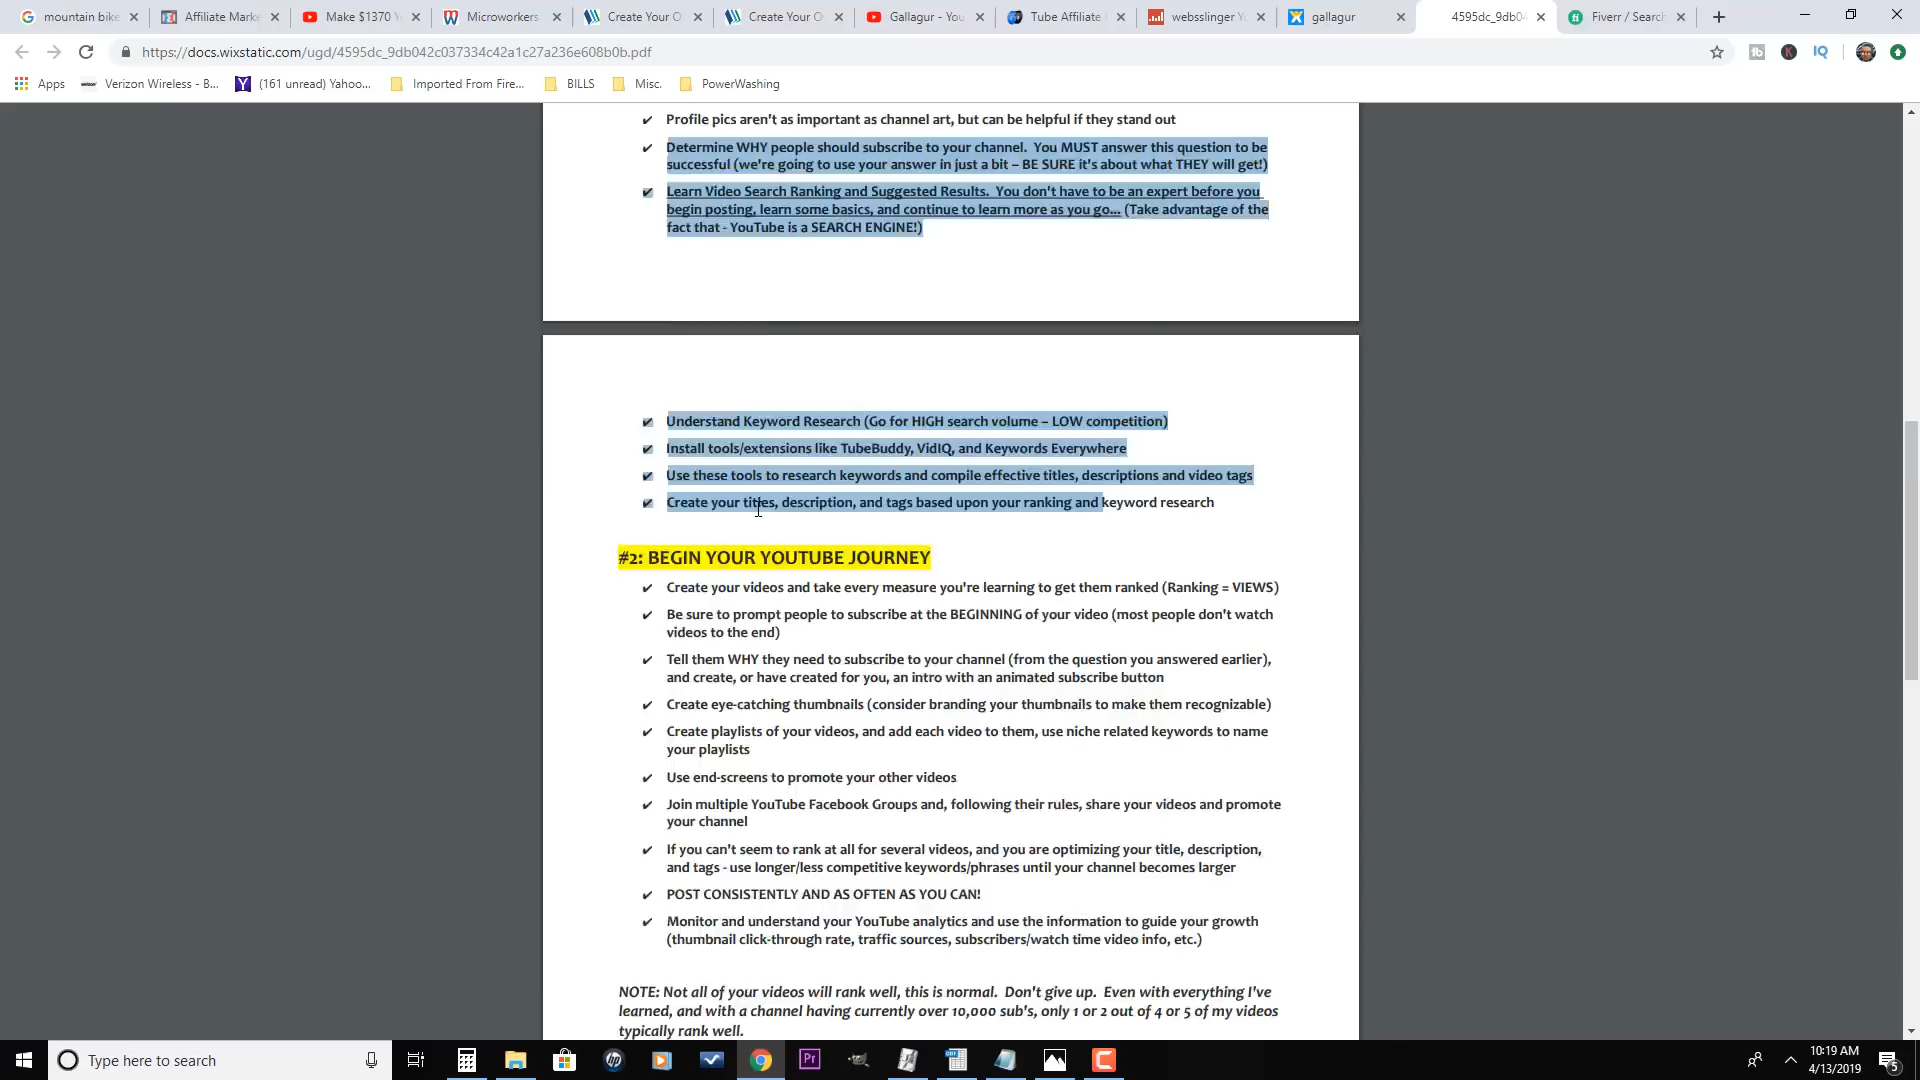 mountain bike
Affiliate Marke
Make $1370 Y
Microworkers
Create Your O
Create Your O
Gallagur - You
Tube Affiliate
websslinger Y
gallagur
4595dc_9db04
Fiverr / Search
https://docs.wixstatic.com/ugd/4595dc_9db042c037334c42a1c27a236e608b0b.pdf
fb
K
IQ
Apps
Verizon Wireless - B...
(161 unread) Yahoo...
Imported From Fire...
BILLS
Misc.
PowerWashing
✔ Profile pics aren't as important as channel art, but can be helpful if they stand out
✔ Determine WHY people should subscribe to your channel. You MUST answer this question to be
successful (we're going to use your answer in just a bit – BE SURE it's about what THEY will get!)
✔ Learn Video Search Ranking and Suggested Results. You don't have to be an expert before you
begin posting, learn some basics, and continue to learn more as you go... (Take advantage of the
fact that - YouTube is a SEARCH ENGINE!)
✔ Understand Keyword Research (Go for HIGH search volume – LOW competition)
✔ Install tools/extensions like TubeBuddy, VidIQ, and Keywords Everywhere
✔ Use these tools to research keywords and compile effective titles, descriptions and video tags
✔ Create your titles, description, and tags based upon your ranking and keyword research
#2: BEGIN YOUR YOUTUBE JOURNEY
✔ Create your videos and take every measure you're learning to get them ranked (Ranking = VIEWS)
✔ Be sure to prompt people to subscribe at the BEGINNING of your video (most people don't watch
videos to the end)
✔ Tell them WHY they need to subscribe to your channel (from the question you answered earlier),
and create, or have created for you, an intro with an animated subscribe button
✔ Create eye-catching thumbnails (consider branding your thumbnails to make them recognizable)
✔ Create playlists of your videos, and add each video to them, use niche related keywords to name
your playlists
✔ Use end-screens to promote your other videos
✔ Join multiple YouTube Facebook Groups and, following their rules, share your videos and promote
your channel
✔ If you can't seem to rank at all for several videos, and you are optimizing your title, description,
and tags - use longer/less competitive keywords/phrases until your channel becomes larger
✔ POST CONSISTENTLY AND AS OFTEN AS YOU CAN!
✔ Monitor and understand your YouTube analytics and use the information to guide your growth
(thumbnail click-through rate, traffic sources, subscribers/watch time video info, etc.)
NOTE: Not all of your videos will rank well, this is normal. Don't give up. Even with everything I've
learned, and with a channel having currently over 10,000 sub's, only 1 or 2 out of 4 or 5 of my videos
typically rank well.
Type here to search
hp
Pr
10:19 AM
4/13/2019
5